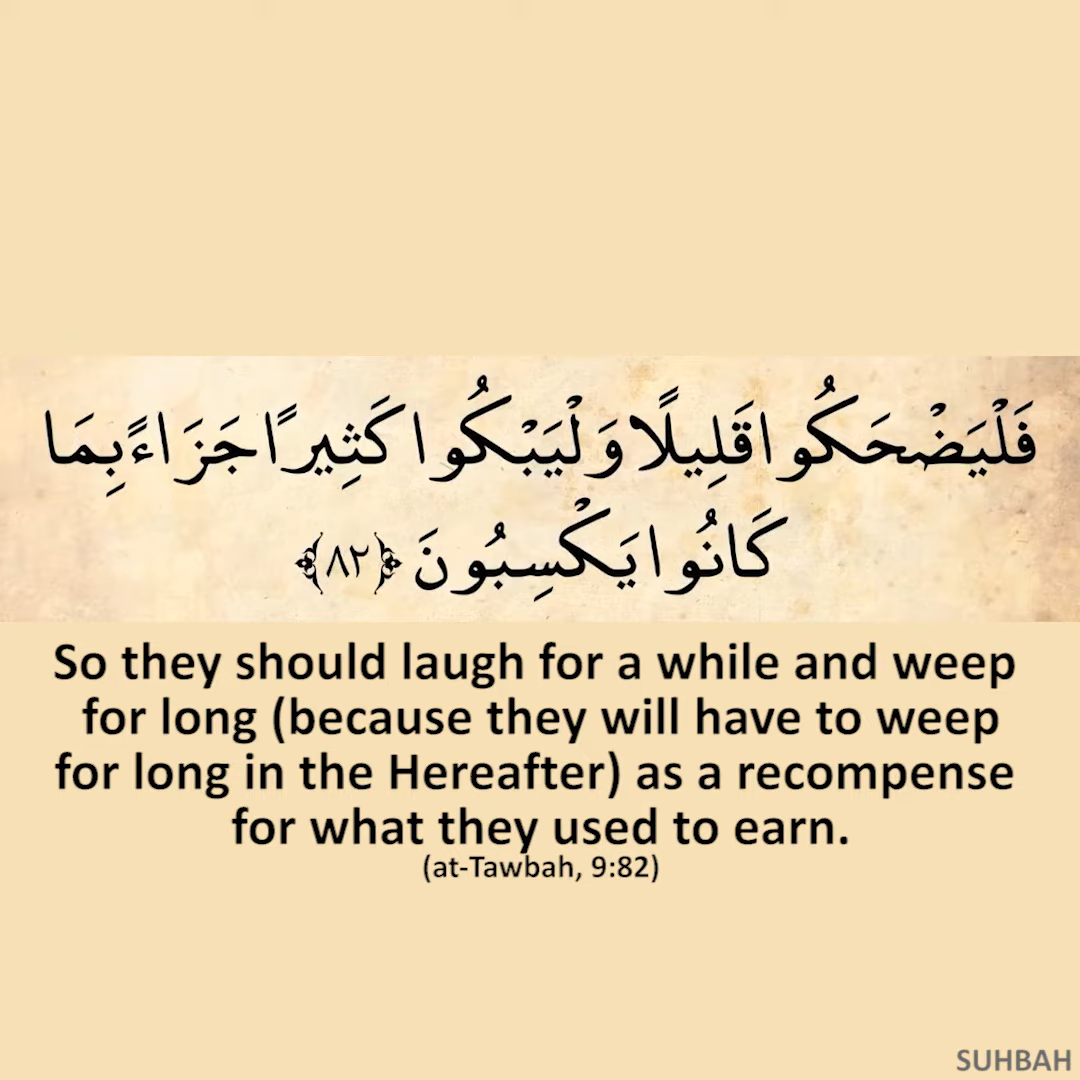 فَلْيَضْحَكُوا قَلِيلًا وَلْيَبْكُوا كَثِيرًا جَزَاءً بِمَا
كَانُوا يَكْسِبُونَ ﴿٨٢﴾
So they should laugh for a while and weep
for long (because they will have to weep
for long in the Hereafter) as a recompense
for what they used to earn.
(at-Tawbah, 9:82)
SUHBAH